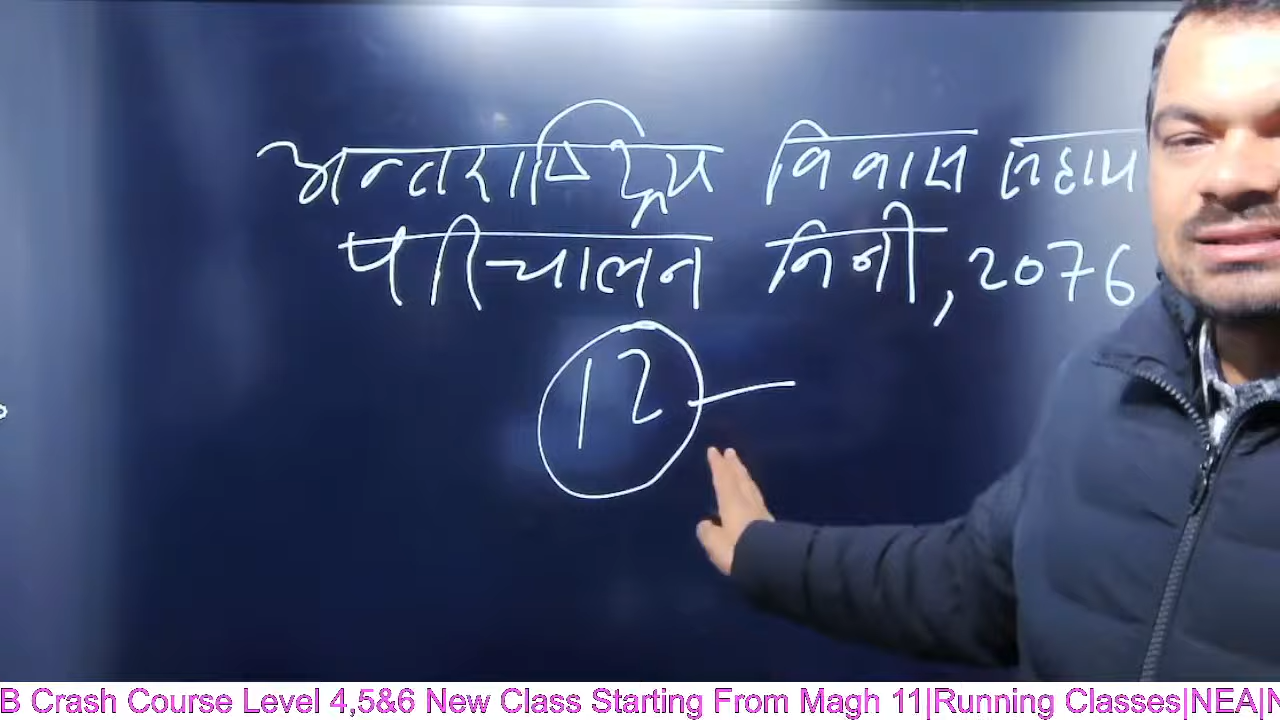 अन्तराष्ट्रिय विकास सहाय
परिचालन निती, 2076
12
B Crash Course Level 4,5&6 New Class Starting From Magh 11|Running Classes|NEA|N